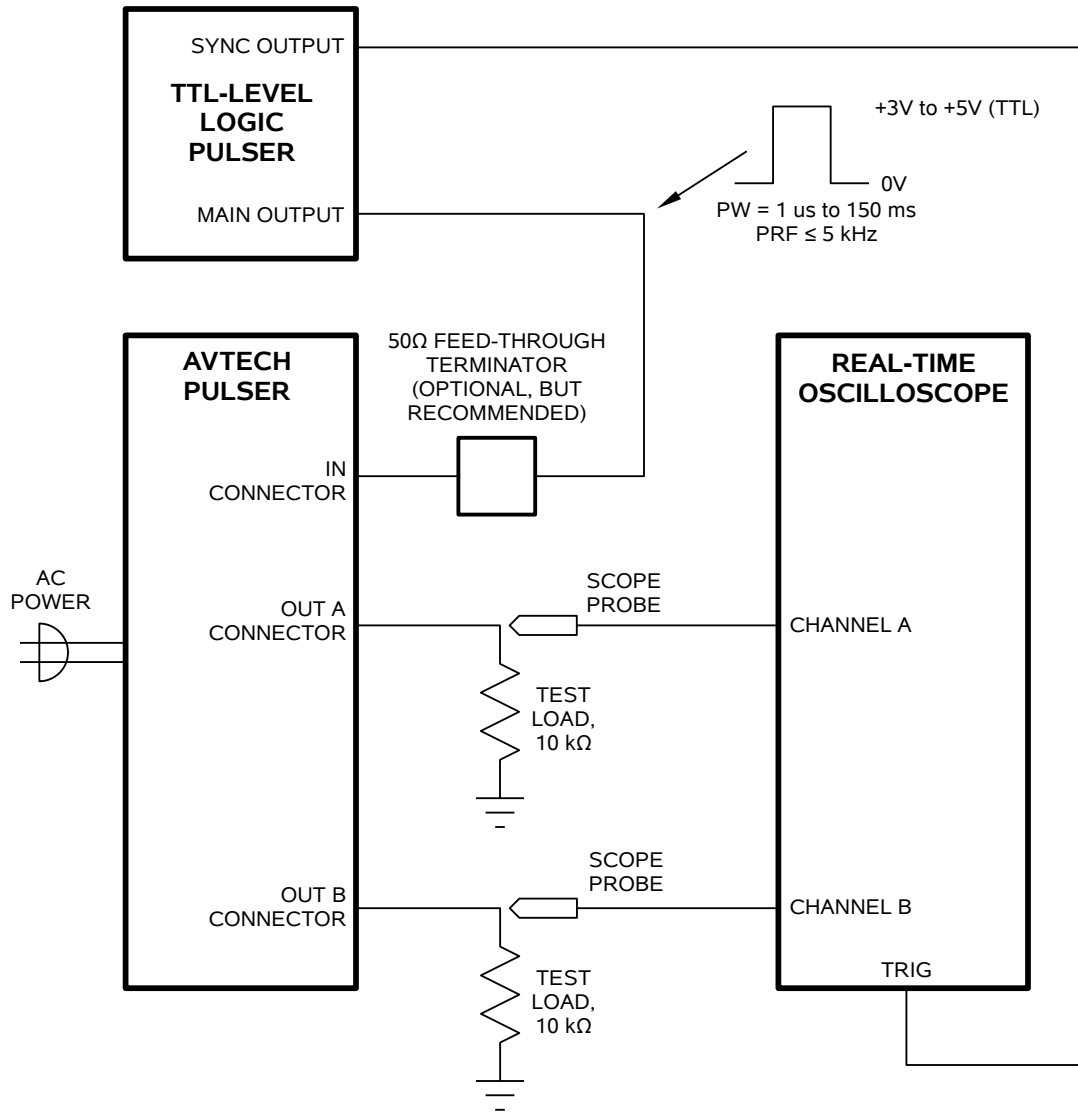 SYNC OUTPUT
TTL-LEVEL
LOGIC
PULSER
MAIN OUTPUT
+3V to +5V (TTL)
0V
PW = 1 us to 150 ms
PRF ≤ 5 kHz
AVTECH
PULSER
50Ω FEED-THROUGH
TERMINATOR
(OPTIONAL, BUT
RECOMMENDED)
REAL-TIME
OSCILLOSCOPE
IN
CONNECTOR
AC
POWER
OUT A
CONNECTOR
SCOPE
PROBE
CHANNEL A
TEST
LOAD,
10 kΩ
OUT B
CONNECTOR
SCOPE
PROBE
CHANNEL B
TRIG
TEST
LOAD,
10 kΩ